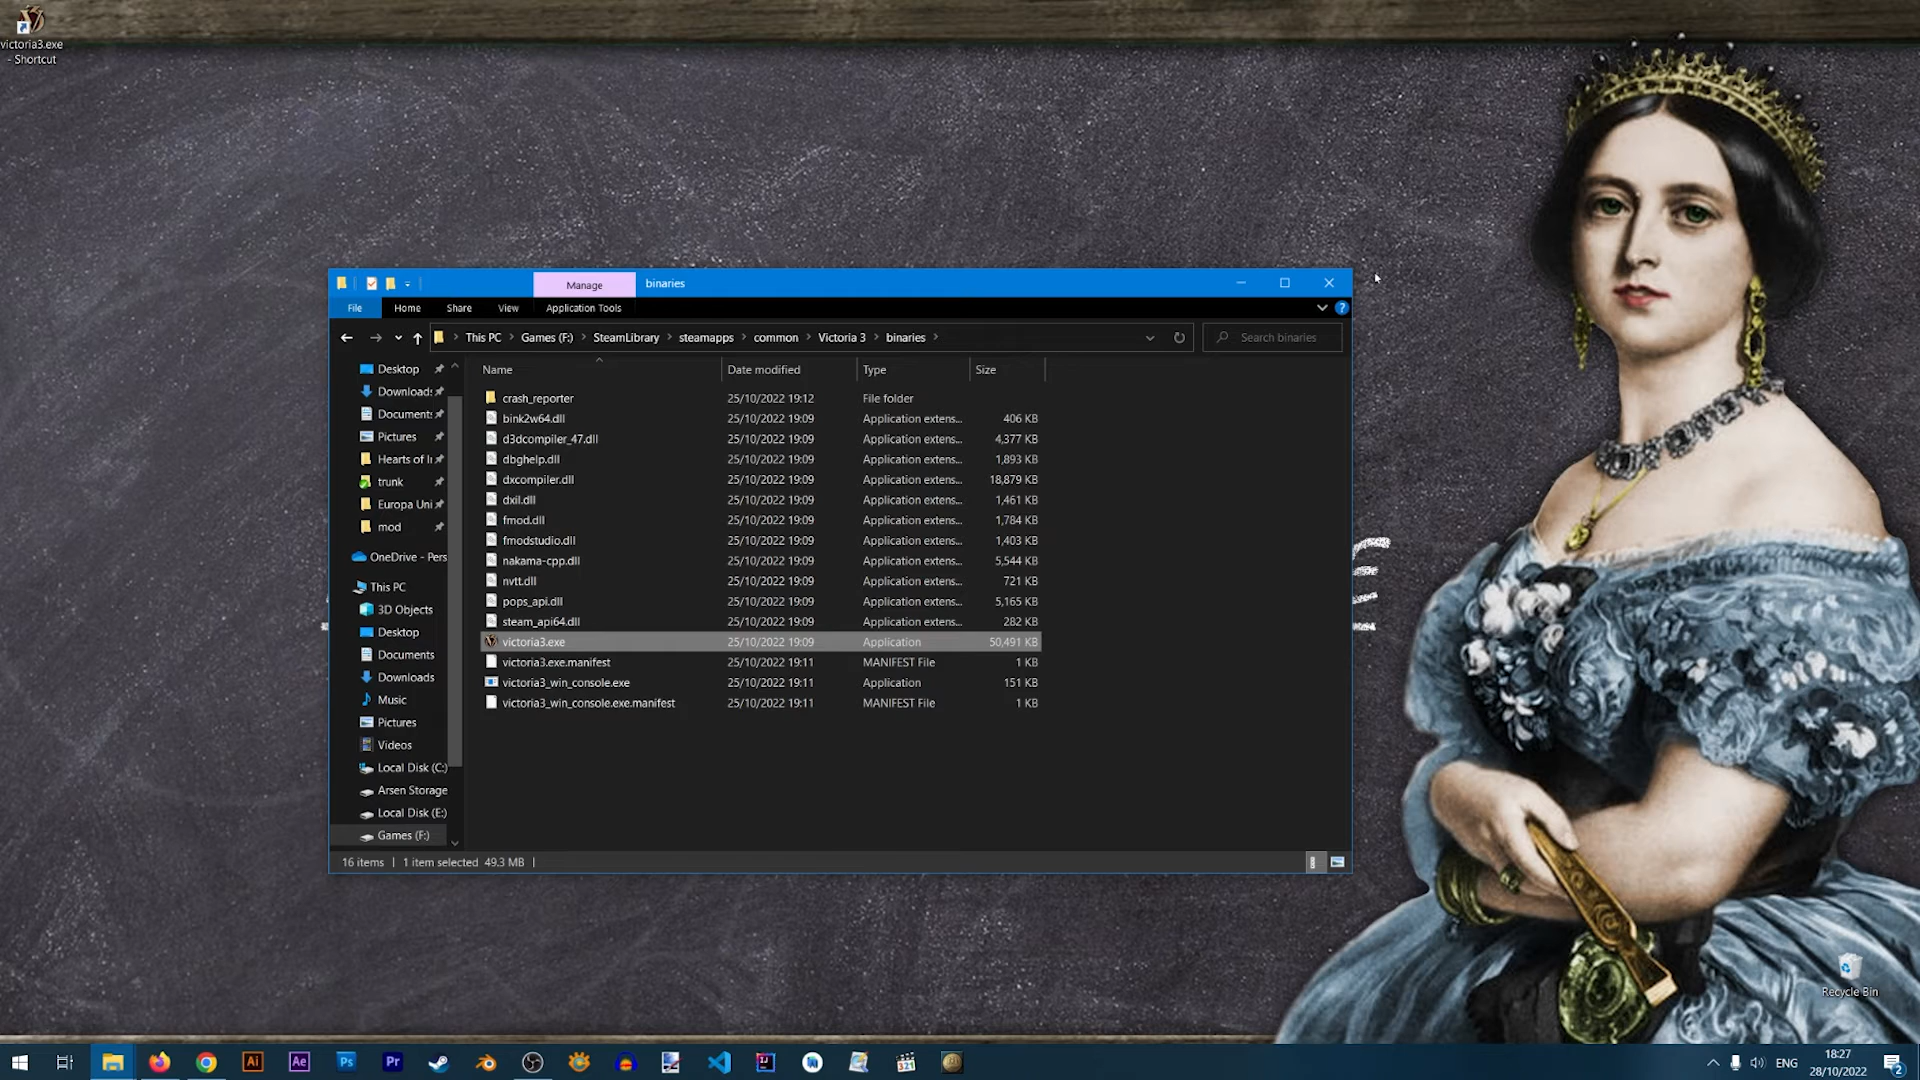 victoria3.exe
- Shortcut
Manage
binaries
File
Home
Share
View
Application Tools
This PC
Games (F:)
SteamLibrary
steamapps
common
Victoria 3
binaries
Search binaries
Name
Date modified
Type
Size
Desktop
Downloads
Documents
Pictures
Hearts of Ir
trunk
Europa Uni
mod
OneDrive - Pers
This PC
3D Objects
Desktop
Documents
Downloads
Music
Pictures
Videos
Local Disk (C:)
Arsen Storage
Local Disk (E:)
Games (F:)
crash_reporter 25/10/2022 19:12 File folder
bink2w64.dll 25/10/2022 19:09 Application extens... 406 KB
d3dcompiler_47.dll 25/10/2022 19:09 Application extens... 4,377 KB
dbghelp.dll 25/10/2022 19:09 Application extens... 1,893 KB
dxcompiler.dll 25/10/2022 19:09 Application extens... 18,879 KB
dxil.dll 25/10/2022 19:09 Application extens... 1,461 KB
fmod.dll 25/10/2022 19:09 Application extens... 1,784 KB
fmodstudio.dll 25/10/2022 19:09 Application extens... 1,403 KB
nakama-cpp.dll 25/10/2022 19:09 Application extens... 5,544 KB
nvtt.dll 25/10/2022 19:09 Application extens... 721 KB
pops_api.dll 25/10/2022 19:09 Application extens... 5,165 KB
steam_api64.dll 25/10/2022 19:09 Application extens... 282 KB
victoria3.exe 25/10/2022 19:09 Application 50,491 KB
victoria3.exe.manifest 25/10/2022 19:11 MANIFEST File 1 KB
victoria3_win_console.exe 25/10/2022 19:11 Application 151 KB
victoria3_win_console.exe.manifest 25/10/2022 19:11 MANIFEST File 1 KB
16 items
1 item selected 49.3 MB
Recycle Bin
Ai
Ae
Ps
Pr
IJ
321
ENG
18:27
28/10/2022
2